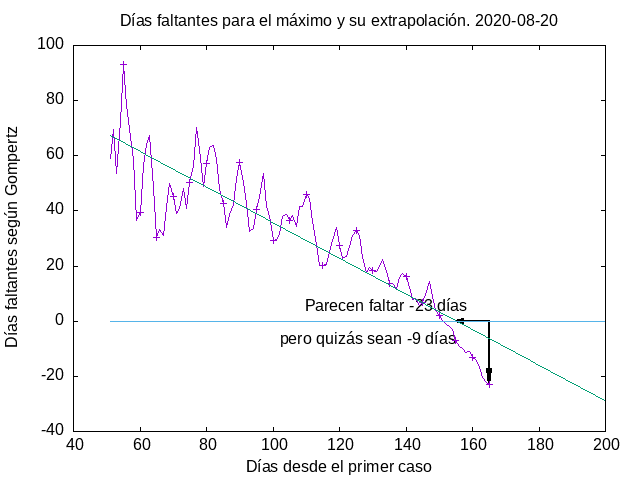 Días faltantes para el máximo y su extrapolación. 2020-08-20
Días faltantes según Gompertz
100
80
60
40
20
0
-20
-40
Parecen faltar -23 días
pero quizás sean -9 días
40 60 80 100 120 140 160 180 200
Días desde el primer caso